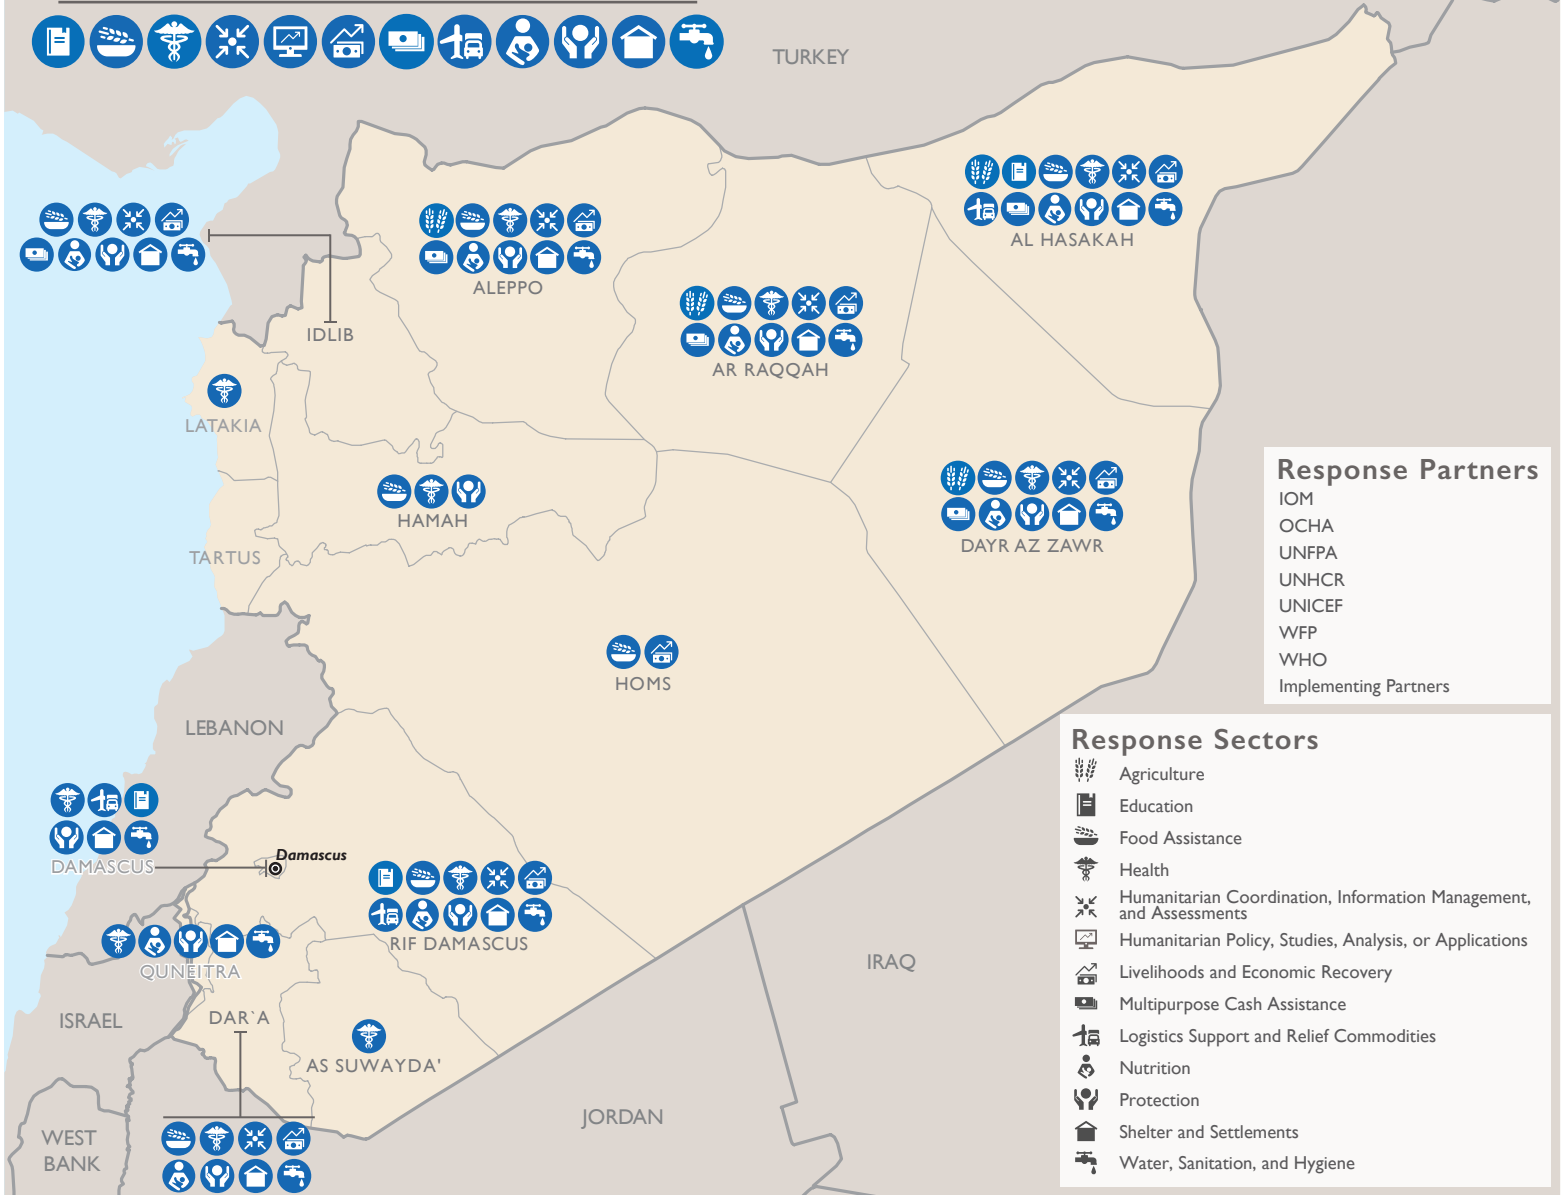 TURKEY
AL HASAKAH
ALEPPO
IDLIB
AR RAQQAH
LATAKIA
HAMAH
DAYR AZ ZAWR
TARTUS
HOMS
LEBANON
DAMASCUS
Damascus
RIF DAMASCUS
QUNEITRA
IRAQ
ISRAEL
DAR`A
AS SUWAYDA'
JORDAN
WEST
BANK
Response Partners
IOM
OCHA
UNFPA
UNHCR
UNICEF
WFP
WHO
Implementing Partners
Response Sectors
Agriculture
Education
Food Assistance
Health
Humanitarian Coordination, Information Management,
and Assessments
Humanitarian Policy, Studies, Analysis, or Applications
Livelihoods and Economic Recovery
Multipurpose Cash Assistance
Logistics Support and Relief Commodities
Nutrition
Protection
Shelter and Settlements
Water, Sanitation, and Hygiene